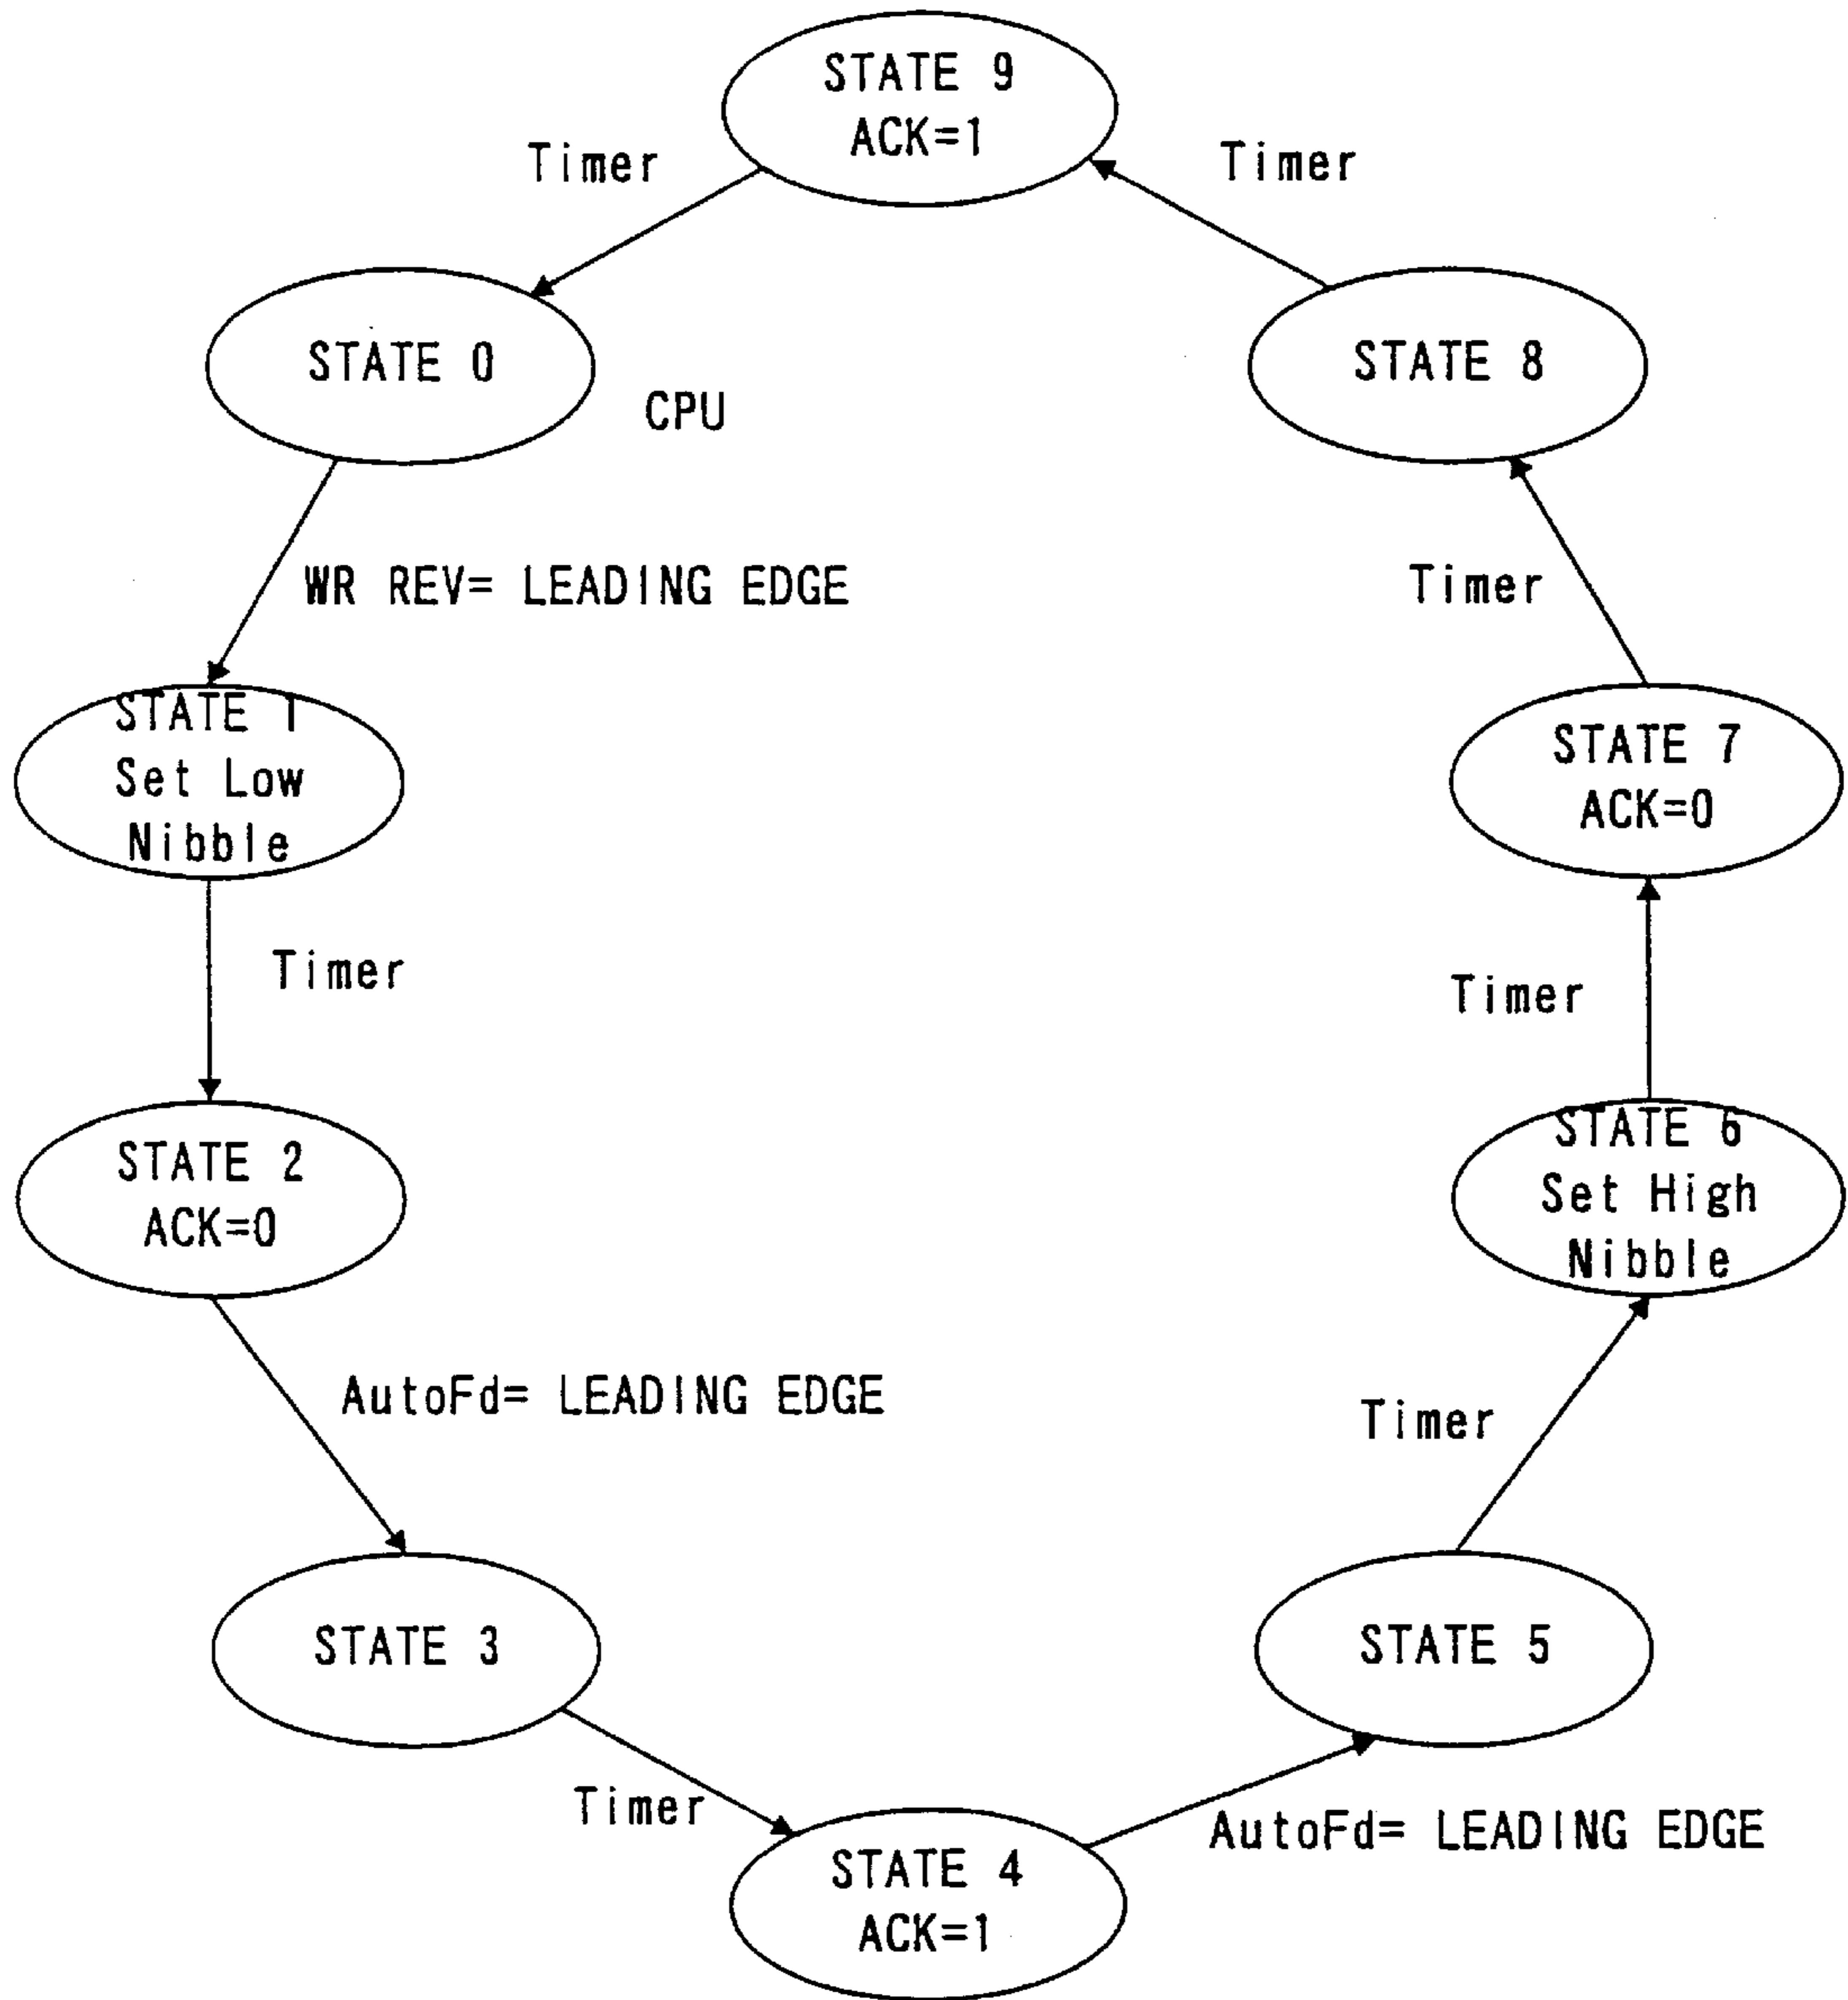 STATE 9
ACK=1
Timer
Timer
STATE 0
STATE 8
CPU
WR REV= LEADING EDGE
Timer
STATE 1
Set Low
Nibble
STATE 7
ACK=0
Timer
Timer
STATE 2
ACK=0
STATE 6
Set High
Nibble
AutoFd= LEADING EDGE
Timer
STATE 3
STATE 5
Timer
AutoFd= LEADING EDGE
STATE 4
ACK=1